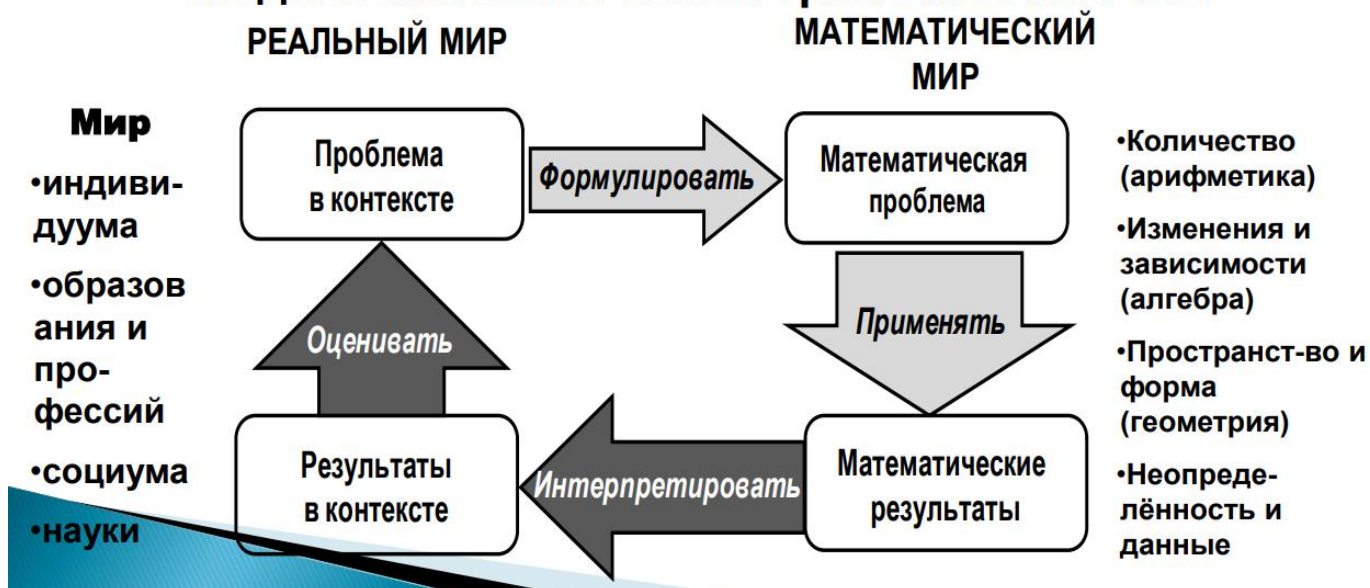 РЕАЛЬНЫЙ МИР
МАТЕМАТИЧЕСКИЙ
МИР
Мир
•индиви-
дуума
•образов
ания и
про-
фессий
•социума
•науки
Проблема
в контексте
Формулировать
Математическая
проблема
Применять
Математические
результаты
Интерпретировать
Результаты
в контексте
Оценивать
•Количество
(арифметика)
•Изменения и
зависимости
(алгебра)
•Пространст-во и
форма
(геометрия)
•Неопреде-
лённость и
данные